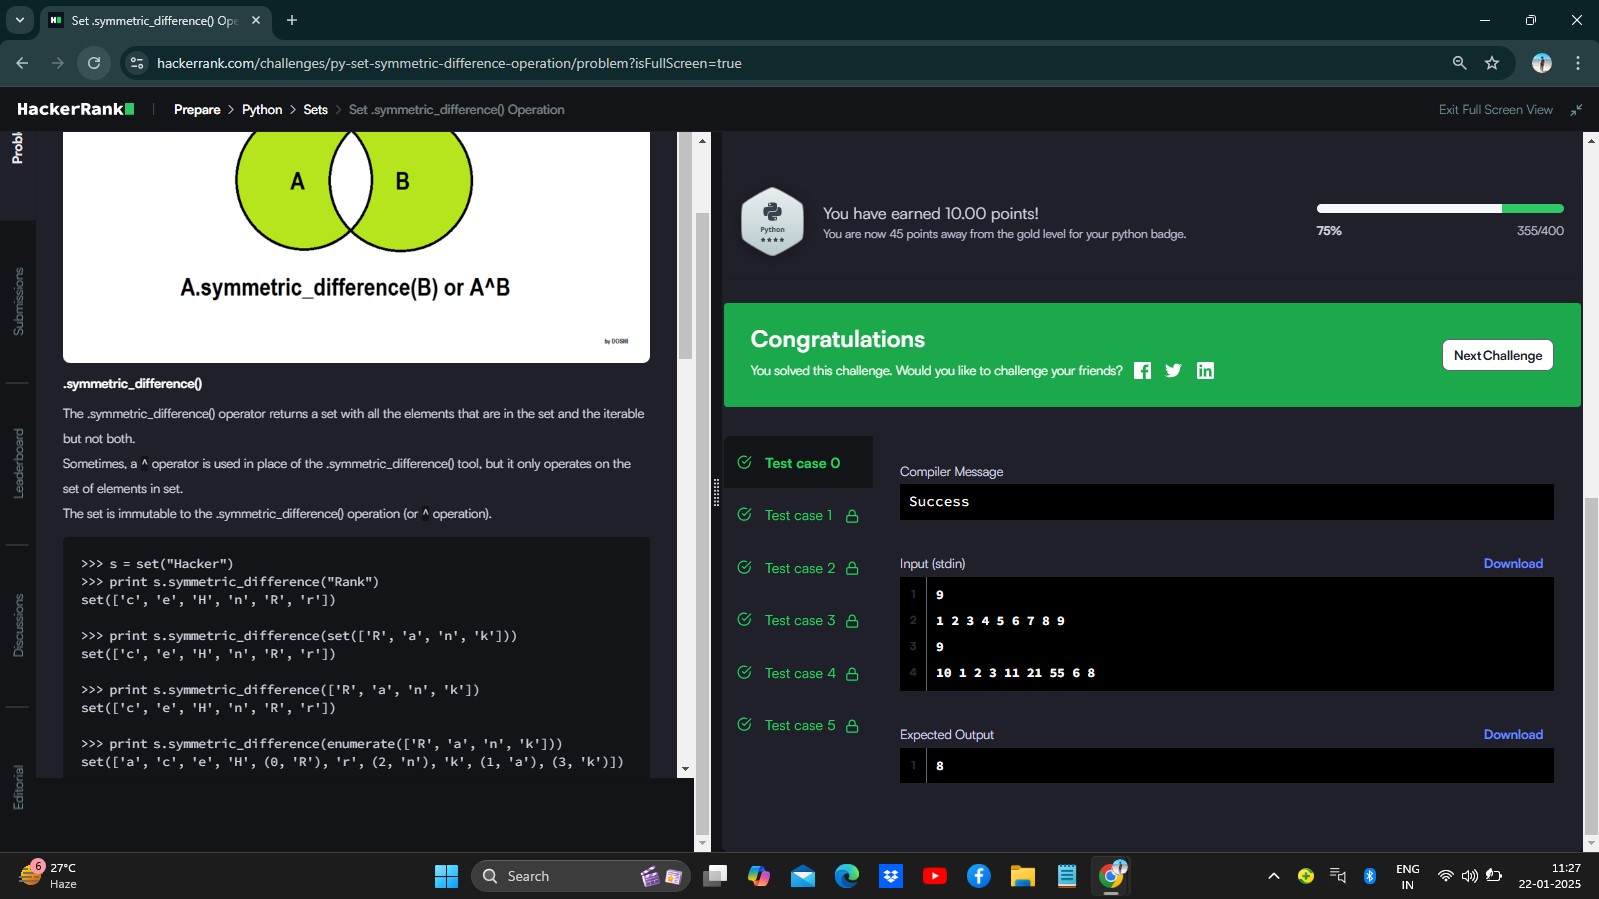 Set .symmetric_difference() Ope
hackerrank.com/challenges/py-set-symmetric-difference-operation/problem?isFullScreen=true
HackerRank
Prepare > Python > Sets > Set .symmetric_difference() Operation
Exit Full Screen View
Probl
Submissions
Leaderboard
Discussions
Editorial
A
B
A.symmetric_difference(B) or A^B
by DOSHI
.symmetric_difference()
The .symmetric_difference() operator returns a set with all the elements that are in the set and the iterable
but not both.
Sometimes, a ^ operator is used in place of the .symmetric_difference() tool, but it only operates on the
set of elements in set.
The set is immutable to the .symmetric_difference() operation (or ^ operation).
>>> s = set("Hacker")
>>> print s.symmetric_difference("Rank")
set(['c', 'e', 'H', 'n', 'R', 'r'])
>>> print s.symmetric_difference(set(['R', 'a', 'n', 'k']))
set(['c', 'e', 'H', 'n', 'R', 'r'])
>>> print s.symmetric_difference(['R', 'a', 'n', 'k'])
set(['c', 'e', 'H', 'n', 'R', 'r'])
>>> print s.symmetric_difference(enumerate(['R', 'a', 'n', 'k']))
set(['a', 'c', 'e', 'H', (0, 'R'), 'r', (2, 'n'), 'k', (1, 'a'), (3, 'k')])
Python
You have earned 10.00 points!
You are now 45 points away from the gold level for your python badge.
75%
355/400
Congratulations
You solved this challenge. Would you like to challenge your friends?
Next Challenge
Test case 0
Test case 1
Test case 2
Test case 3
Test case 4
Test case 5
Compiler Message
Success
Input (stdin)
Download
1 9
2 1 2 3 4 5 6 7 8 9
3 9
4 10 1 2 3 11 21 55 6 8
Expected Output
Download
1 8
6
27°C
Haze
Search
ENG
IN
11:27
22-01-2025